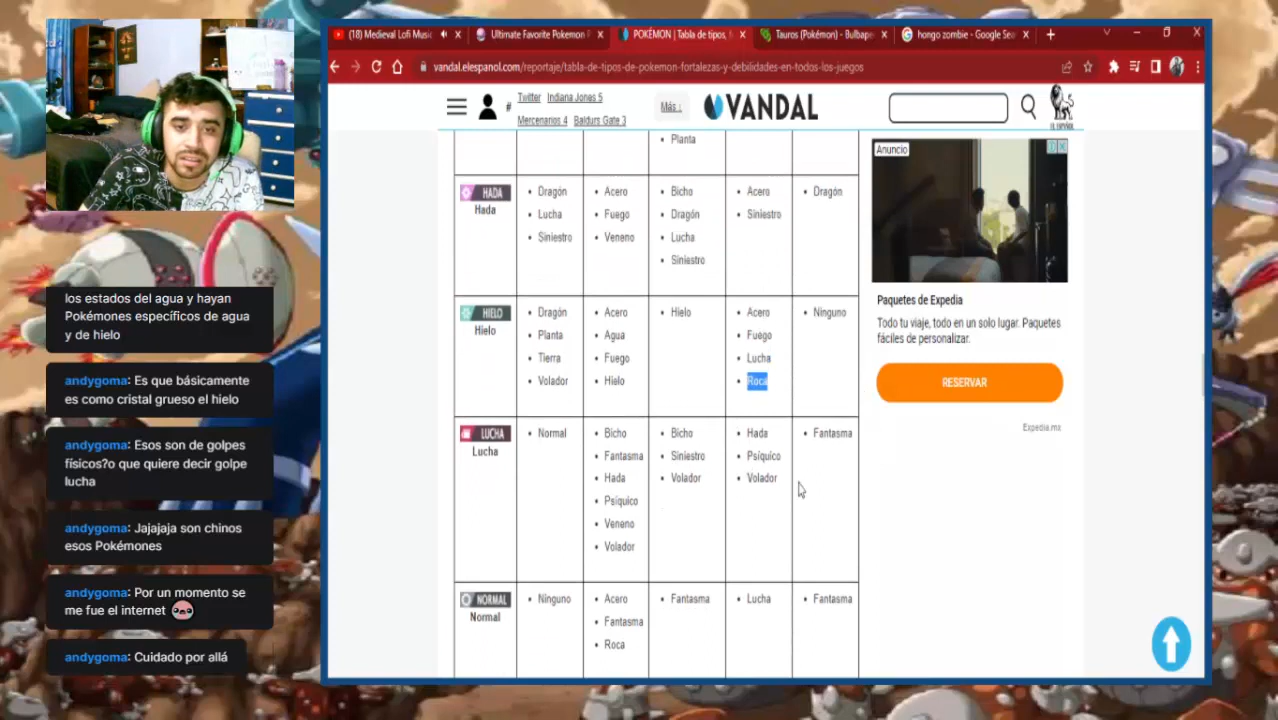 (18) Medieval Lofi Music
Ultimate Favorite Pokemon P
POKÉMON | Tabla de tipos,
Tauros (Pokémon) - Bulbape
hongo zombie - Google Sea
vandal.elespanol.com/reportaje/tabla-de-tipos-de-pokemon-fortalezas-y-debilidades-en-todos-los-juegos
# Twitter Indiana Jones 5
Mercenarios 4 Baldurs Gate 3
Más ↓
VANDAL
EL ESPAÑOL
• Planta
HADA
Hada
• Dragón
• Lucha
• Siniestro
• Acero
• Fuego
• Veneno
• Bicho
• Dragón
• Lucha
• Siniestro
• Acero
• Siniestro
• Dragón
HIELO
Hielo
• Dragón
• Planta
• Tierra
• Volador
• Acero
• Agua
• Fuego
• Hielo
• Hielo
• Acero
• Fuego
• Lucha
• Roca
• Ninguno
LUCHA
Lucha
• Normal
• Bicho
• Fantasma
• Hada
• Psíquico
• Veneno
• Volador
• Bicho
• Siniestro
• Volador
• Hada
• Psíquico
• Volador
• Fantasma
NORMAL
Normal
• Ninguno
• Acero
• Fantasma
• Roca
• Fantasma
• Lucha
• Fantasma
Anuncio
Paquetes de Expedia
Todo tu viaje, todo en un solo lugar. Paquetes
fáciles de personalizar.
RESERVAR
Expedia.mx
los estados del agua y hayan
Pokémones específicos de agua
y de hielo
andygoma: Es que básicamente
es como cristal grueso el hielo
andygoma: Esos son de golpes
físicos?o que quiere decir golpe
lucha
andygoma: Jajajaja son chinos
esos Pokémones
andygoma: Por un momento se
me fue el internet
andygoma: Cuidado por allá